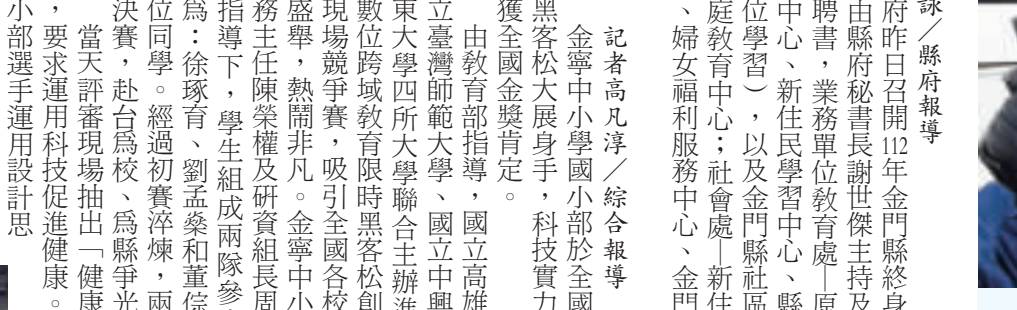 詠／縣府報導
府昨日召開112年金門縣終身
由縣府秘書長謝世傑主持及
聘書，業務單位教育處—原
中心、新住民學習中心、縣
位學習），以及金門縣社區
庭教育中心；社會處—新住
、婦女福利服務中心、金門
記者高凡淳／綜合報導
金寧中小學國小部於全國
黑客松大展身手，科技實力
獲全國金獎肯定。
由教育部指導，國立高雄
立臺灣師範大學、國立中興
東大學四所大學聯合主辦進
數位跨域教育限時黑客松創
現場競爭賽，吸引全國各校
盛舉，熱鬧非凡。金寧中小
務主任陳榮權及研資組長周
指導下，學生組成兩隊參
為：徐琢育、劉孟燊和董倧
位同學。經過初賽淬煉，兩
決賽，赴台為校、為縣爭光
當天評審現場抽出「健康
，要求運用科技促進健康。
小部選手運用設計思